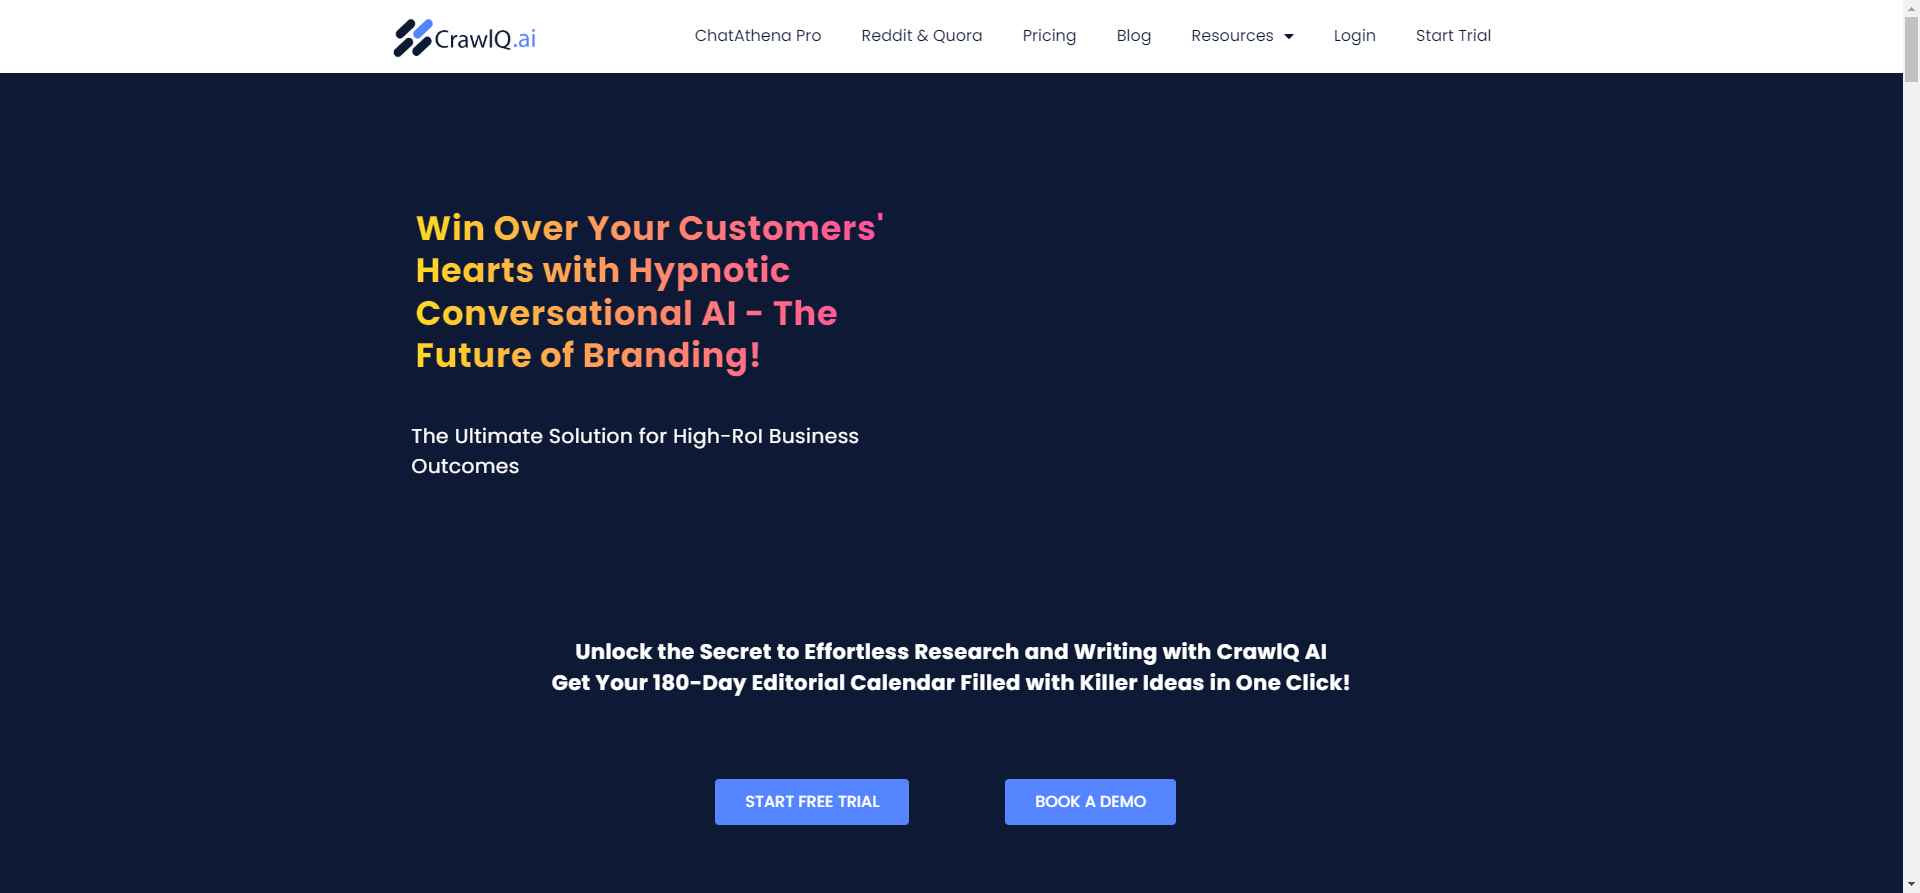 CrawlQ.ai
ChatAthena Pro
Reddit & Quora
Pricing
Blog
Resources
Login
Start Trial
Win Over Your Customers'
Hearts with Hypnotic
Conversational AI - The
Future of Branding!
The Ultimate Solution for High-RoI Business
Outcomes
Unlock the Secret to Effortless Research and Writing with CrawlQ AI
Get Your 180-Day Editorial Calendar Filled with Killer Ideas in One Click!
START FREE TRIAL
BOOK A DEMO